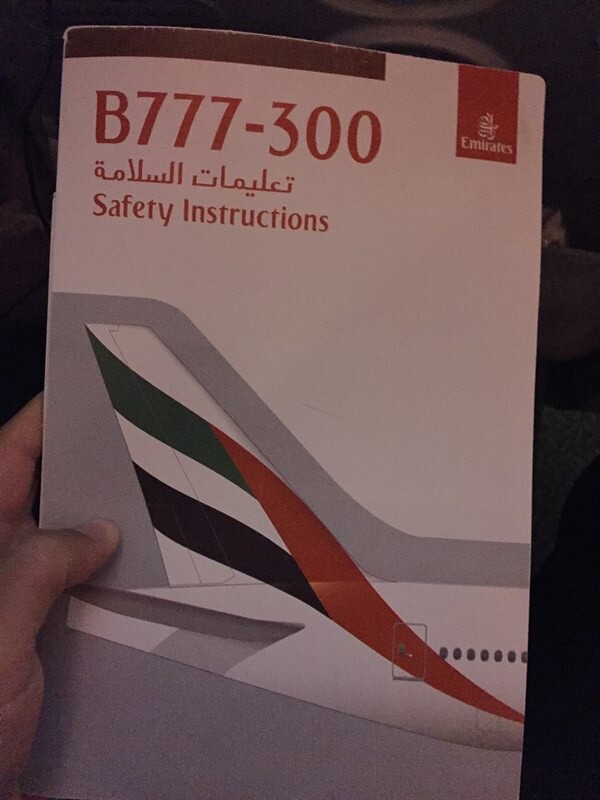 B777-300
Emirates
تعليمات السلامة
Safety Instructions